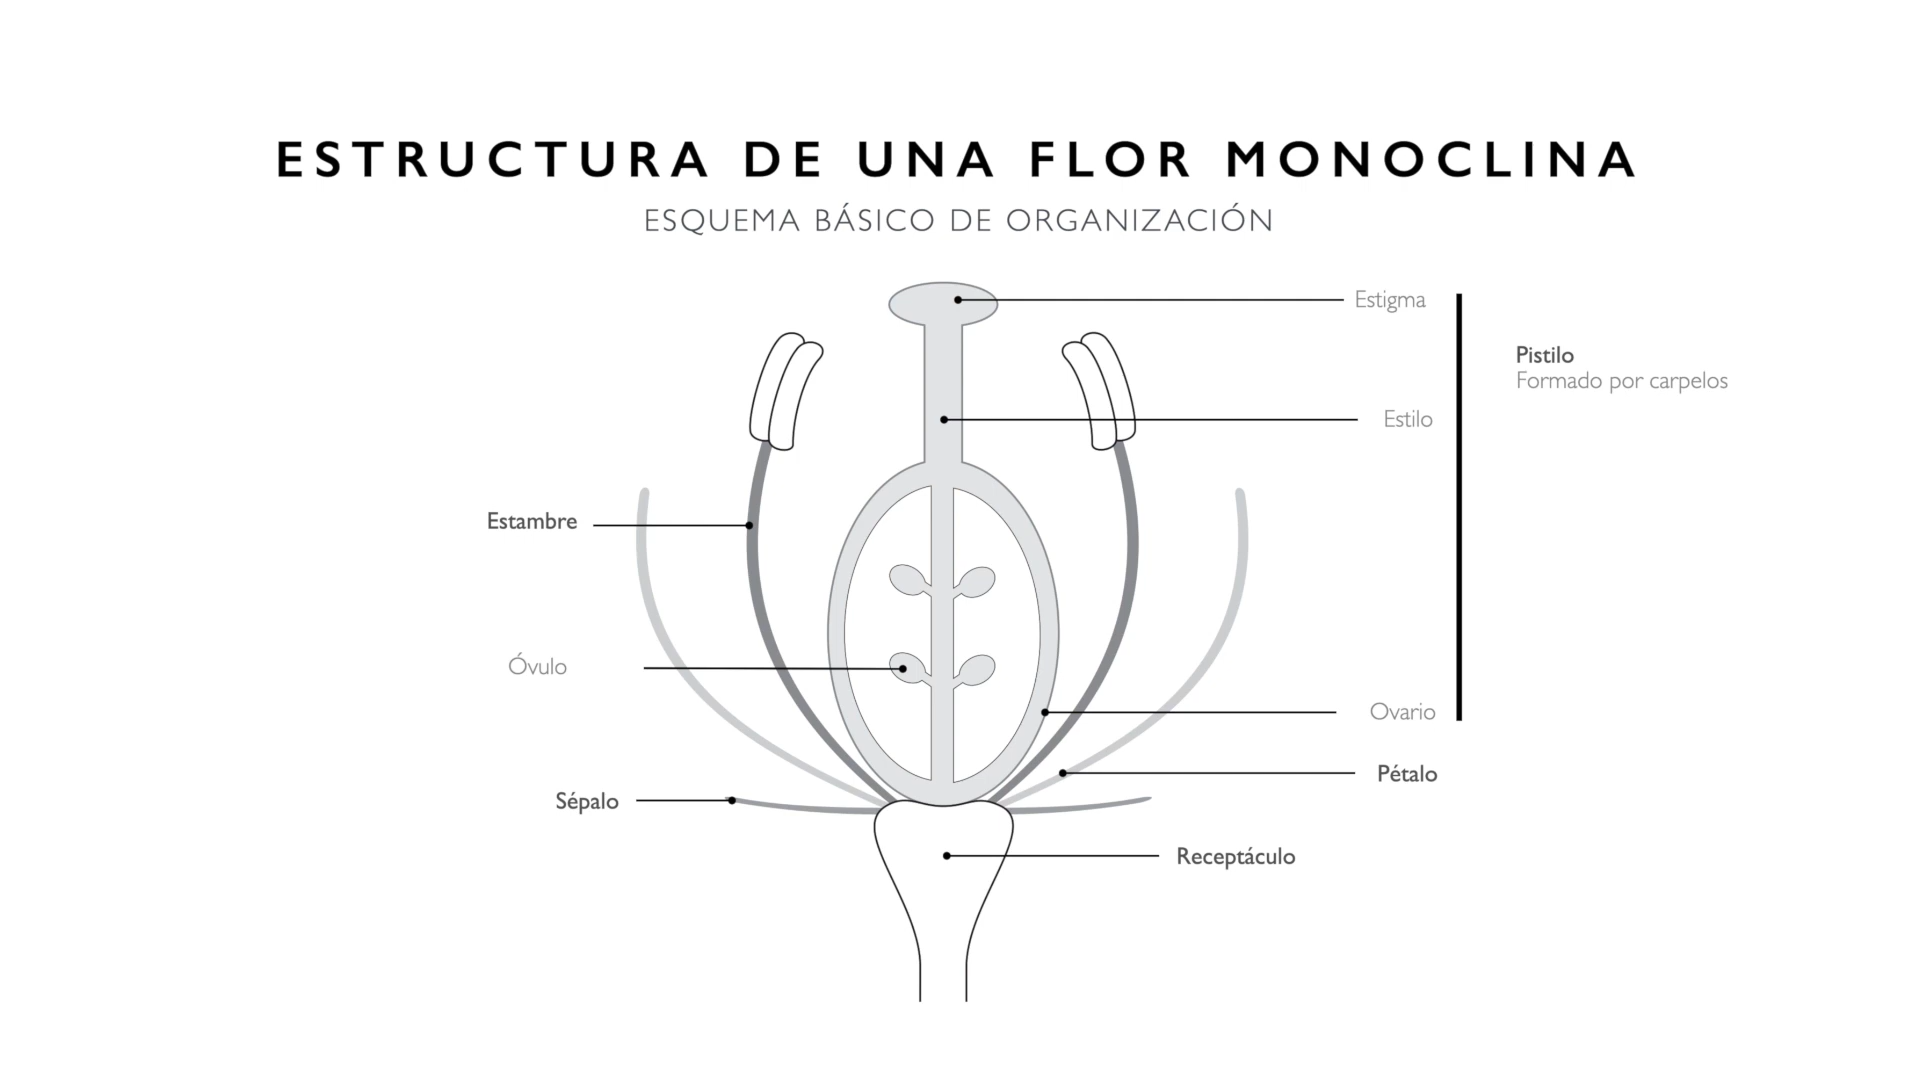 ESTRUCTURA DE UNA FLOR MONOCLINA
ESQUEMA BÁSICO DE ORGANIZACIÓN
Estigma
Pistilo
Formado por carpelos
Estilo
Estambre
Óvulo
Ovario
Pétalo
Sépalo
Receptáculo